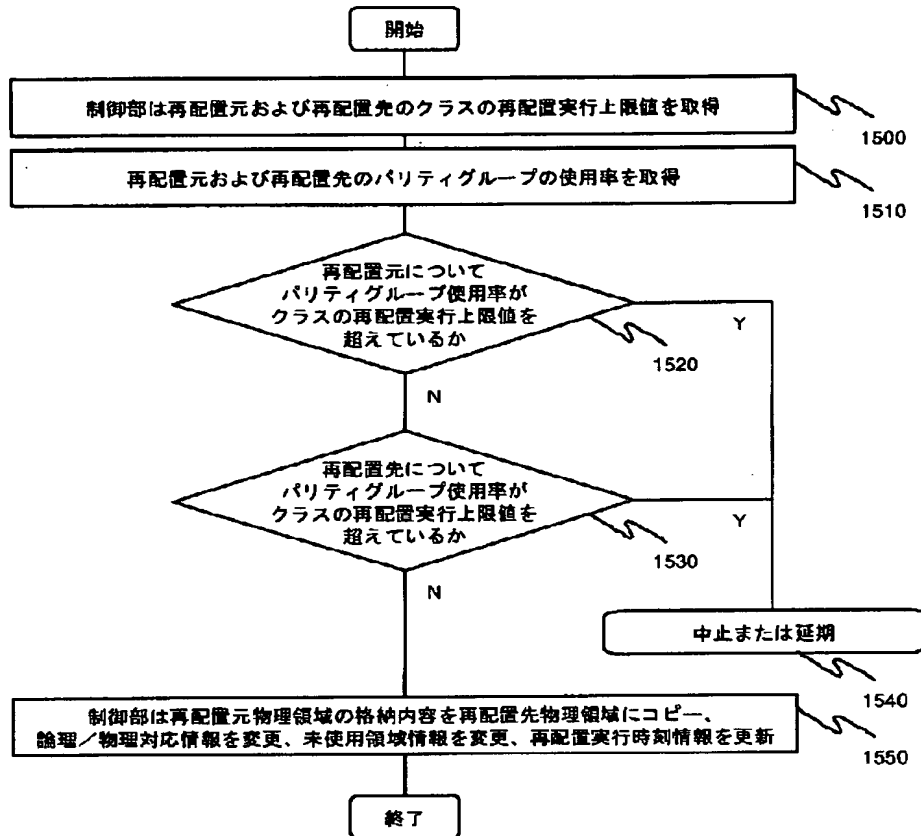 開始
制御部は再配置元および再配置先のクラスの再配置実行上限値を取得
1500
再配置元および再配置先のパリティグループの使用率を取得
1510
再配置元について
パリティグループ使用率が
クラスの再配置実行上限値を
超えているか
Y
1520
N
再配置先について
パリティグループ使用率が
クラスの再配置実行上限値を
超えているか
Y
1530
N
中止または延期
1540
制御部は再配置元物理領域の格納内容を再配置先物理領域にコピー、
論理／物理対応情報を変更、未使用領域情報を変更、再配置実行時刻情報を更新
1550
終了